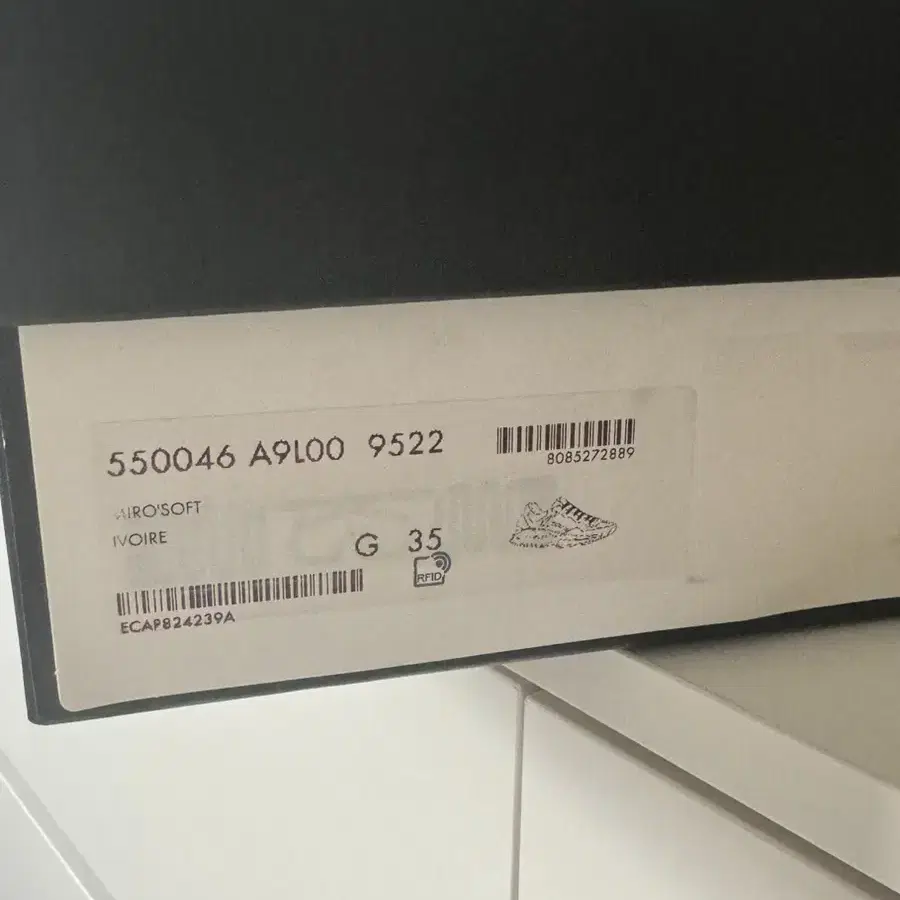 550046 A9L00 9522
8085272889
AIRO'SOFT
IVOIRE
G 35
RFID
ECAP824239A